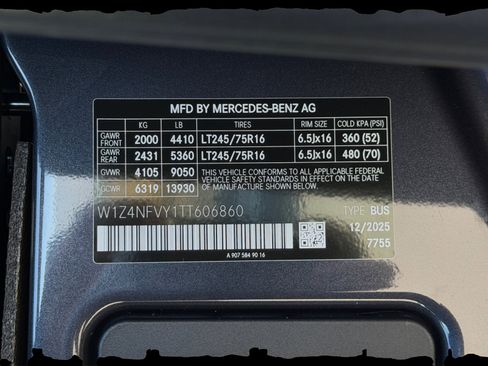 MFD BY MERCEDES-BENZ AG
KG LB TIRE SIZE RIM SIZE COLD KPA (PSI)
GAWR FRONT 2000 4410 LT245/75R16 6.5Jx16 360 (52)
GAWR REAR 2431 5360 LT245/75R16 6.5Jx16 480 (70)
GVWR 4105 9050 THIS VEHICLE CONFORMS TO ALL APPLICABLE FEDERAL MOTOR
GCWR 6319 13930 VEHICLE SAFETY STANDARDS IN EFFECT ON THE DATE
OF MANUFACTURE SHOWN BELOW.
W1Z4NFVY1TT606860 TYPE BUS
12/2025
7755
A 907 584 90 16